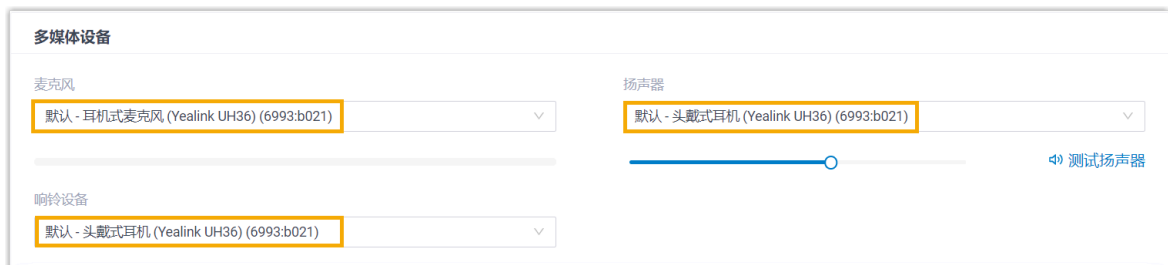 多媒体设备
麦克风
扬声器
默认 - 耳机式麦克风 (Yealink UH36) (6993:b021)
默认 - 头戴式耳机 (Yealink UH36) (6993:b021)
测试扬声器
响铃设备
默认 - 头戴式耳机 (Yealink UH36) (6993:b021)